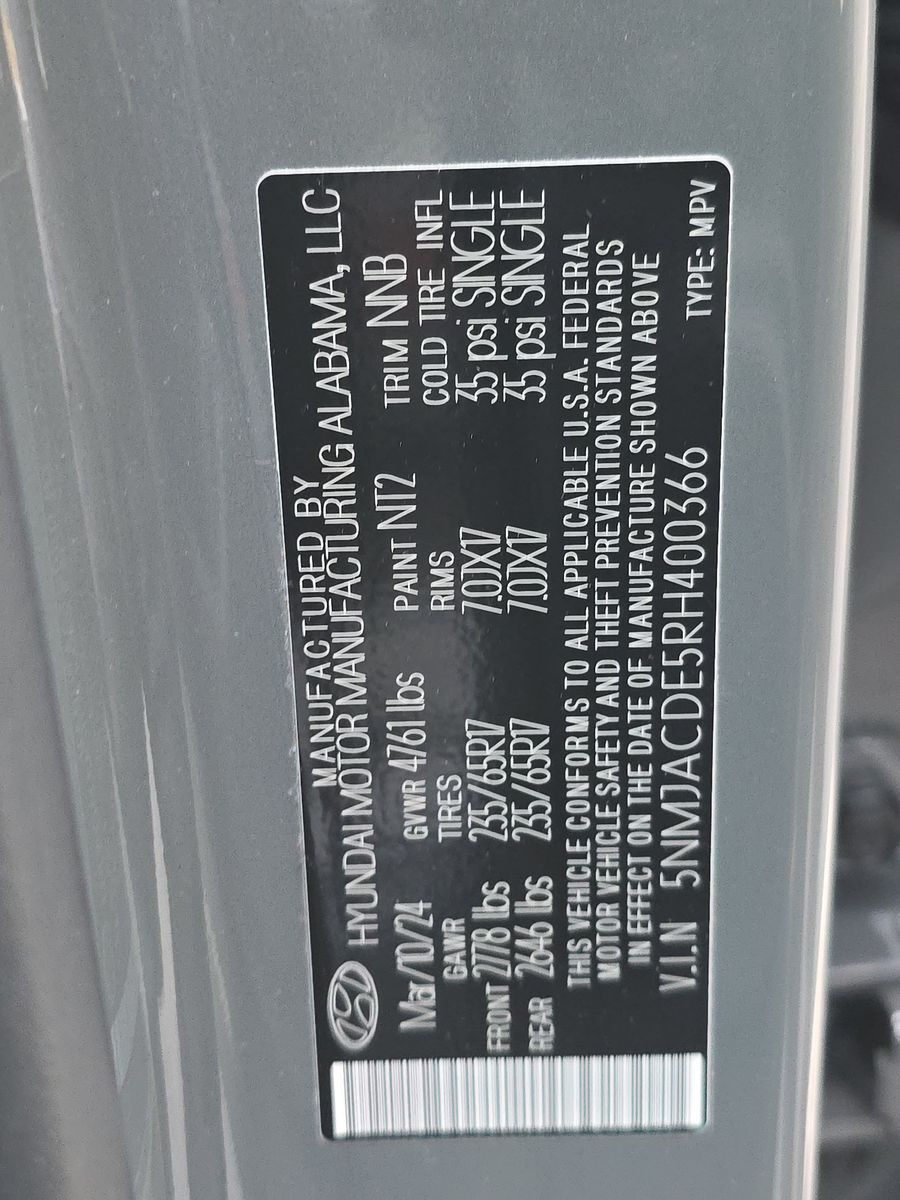 MANUFACTURED BY
HYUNDAI MOTOR MANUFACTURING ALABAMA, LLC
Mar/10/24 GVWR 4761 lbs PAINT NT2 TRIM NNB
GAWR TIRES RIMS COLD TIRE INFL
FRONT 2778 lbs 235/65R17 7.0JX17 35 psi SINGLE
REAR 2646 lbs 235/65R17 7.0JX17 35 psi SINGLE
THIS VEHICLE CONFORMS TO ALL APPLICABLE U.S.A. FEDERAL
MOTOR VEHICLE SAFETY AND THEFT PREVENTION STANDARDS
IN EFFECT ON THE DATE OF MANUFACTURE SHOWN ABOVE
V.I.N 5NMJACDE5RH400366 TYPE: MPV